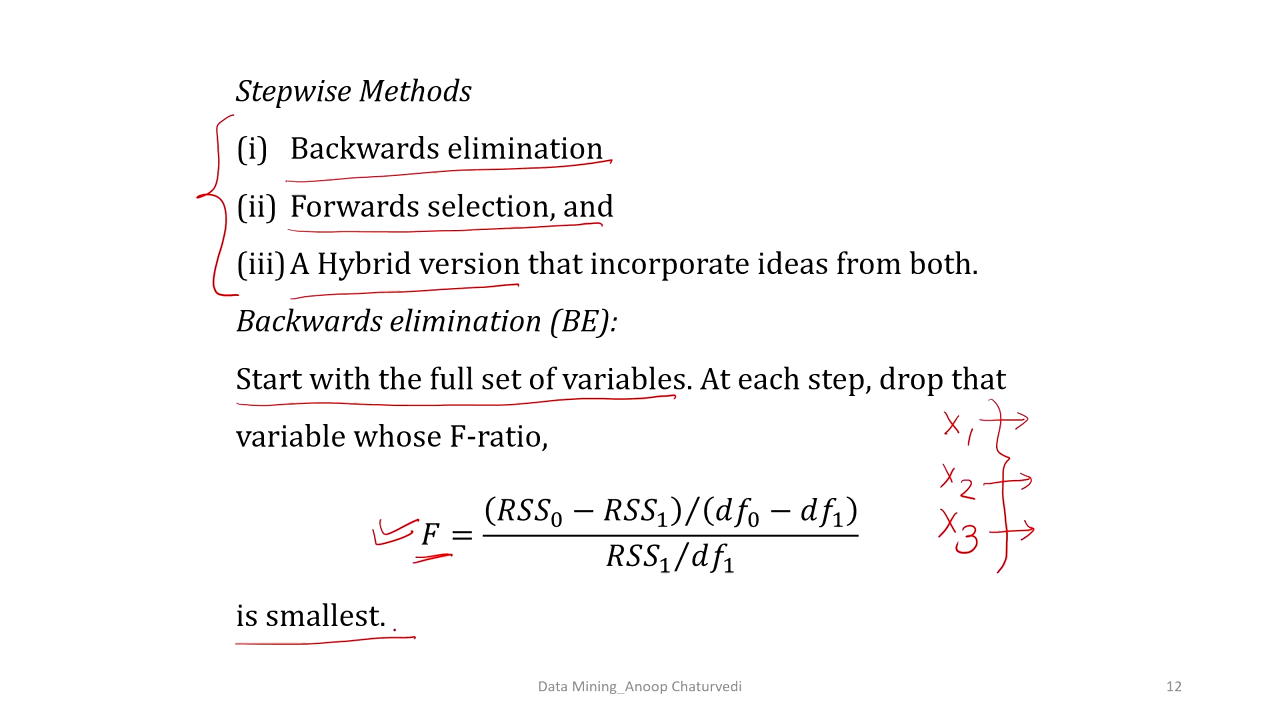 Stepwise Methods
(i) Backwards elimination
(ii) Forwards selection, and
(iii) A Hybrid version that incorporate ideas from both.
Backwards elimination (BE):
Start with the full set of variables. At each step, drop that
variable whose F-ratio,
X₁ →
X₂ →
X₃ →
F = (RSS₀ − RSS₁)/(df₀ − df₁) / RSS₁/df₁
is smallest.
Data Mining_Anoop Chaturvedi
12